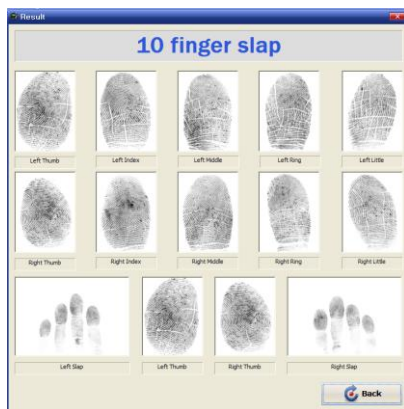 Result
10 finger slap
Left Thumb Left Index Left Middle Left Ring Left Little
Right Thumb Right Index Right Middle Right Ring Right Little
Left Slap Left Thumb Right Thumb Right Slap
Back